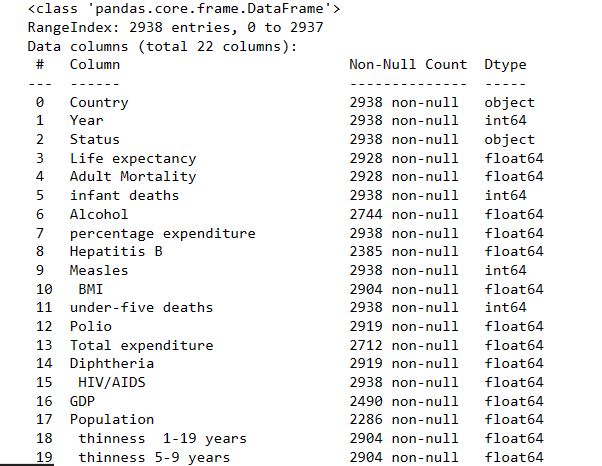 <class 'pandas.core.frame.DataFrame'>
RangeIndex: 2938 entries, 0 to 2937
Data columns (total 22 columns):
 #   Column                           Non-Null Count  Dtype
---  ------                           --------------  -----
 0   Country                          2938 non-null   object
 1   Year                             2938 non-null   int64
 2   Status                           2938 non-null   object
 3   Life expectancy                  2928 non-null   float64
 4   Adult Mortality                  2928 non-null   float64
 5   infant deaths                    2938 non-null   int64
 6   Alcohol                          2744 non-null   float64
 7   percentage expenditure           2938 non-null   float64
 8   Hepatitis B                      2385 non-null   float64
 9   Measles                          2938 non-null   int64
 10   BMI                             2904 non-null   float64
 11  under-five deaths                2938 non-null   int64
 12  Polio                            2919 non-null   float64
 13  Total expenditure                2712 non-null   float64
 14  Diphtheria                       2919 non-null   float64
 15   HIV/AIDS                        2938 non-null   float64
 16  GDP                              2490 non-null   float64
 17  Population                       2286 non-null   float64
 18   thinness  1-19 years            2904 non-null   float64
 19   thinness 5-9 years              2904 non-null   float64